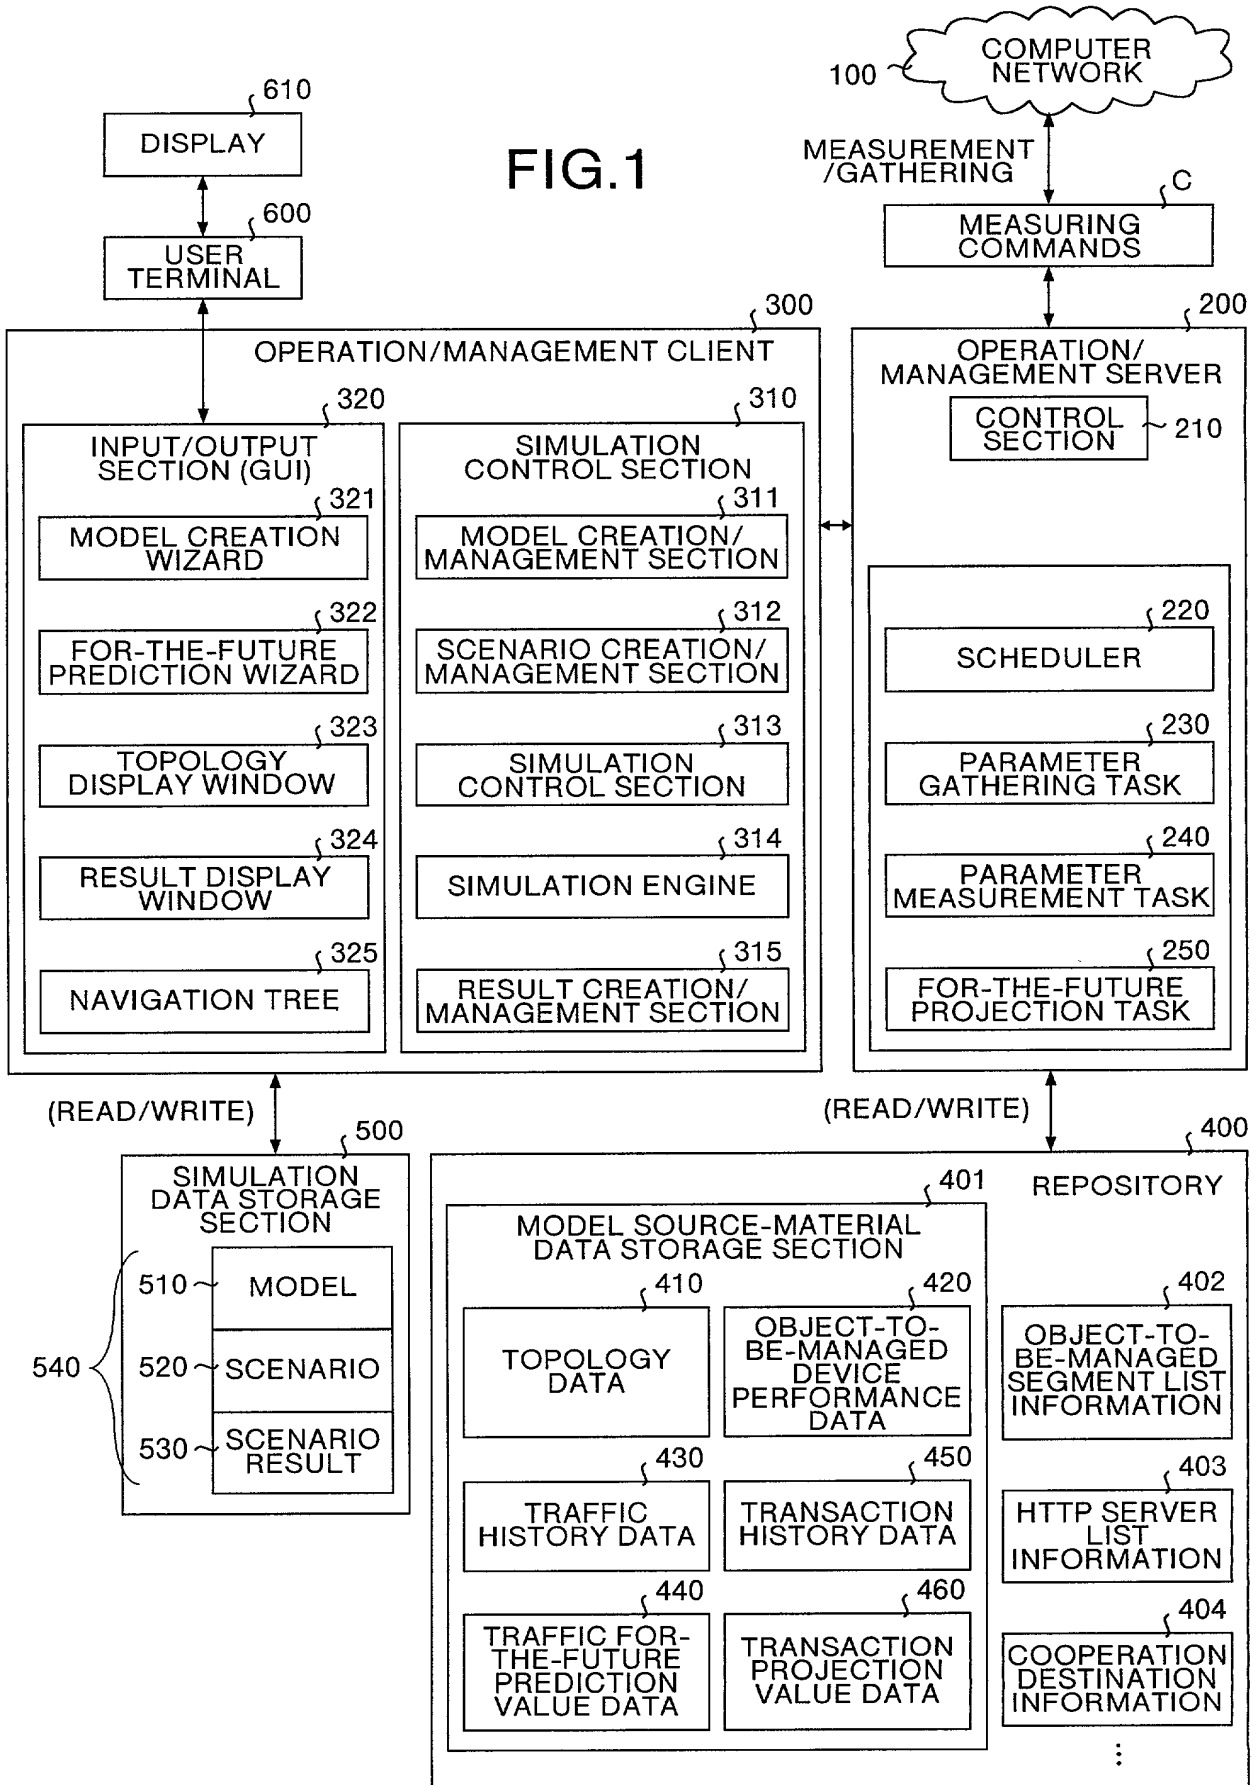 COMPUTER
NETWORK
100
610
DISPLAY
FIG.1
MEASUREMENT
/GATHERING
C
MEASURING
COMMANDS
600
USER
TERMINAL
300
OPERATION/MANAGEMENT CLIENT
320
INPUT/OUTPUT
SECTION (GUI)
321
MODEL CREATION
WIZARD
322
FOR-THE-FUTURE
PREDICTION WIZARD
323
TOPOLOGY
DISPLAY WINDOW
324
RESULT DISPLAY
WINDOW
325
NAVIGATION TREE
310
SIMULATION
CONTROL SECTION
311
MODEL CREATION/
MANAGEMENT SECTION
312
SCENARIO CREATION/
MANAGEMENT SECTION
313
SIMULATION
CONTROL SECTION
314
SIMULATION ENGINE
315
RESULT CREATION/
MANAGEMENT SECTION
200
OPERATION/
MANAGEMENT SERVER
CONTROL
SECTION
210
220
SCHEDULER
230
PARAMETER
GATHERING TASK
240
PARAMETER
MEASUREMENT TASK
250
FOR-THE-FUTURE
PROJECTION TASK
(READ/WRITE)
500
SIMULATION
DATA STORAGE
SECTION
510
MODEL
540
520
SCENARIO
530
SCENARIO
RESULT
(READ/WRITE)
400
REPOSITORY
401
MODEL SOURCE-MATERIAL
DATA STORAGE SECTION
410
TOPOLOGY
DATA
420
OBJECT-TO-
BE-MANAGED
DEVICE
PERFORMANCE
DATA
430
TRAFFIC
HISTORY DATA
450
TRANSACTION
HISTORY DATA
440
TRAFFIC FOR-
THE-FUTURE
PREDICTION
VALUE DATA
460
TRANSACTION
PROJECTION
VALUE DATA
402
OBJECT-TO-
BE-MANAGED
SEGMENT LIST
INFORMATION
403
HTTP SERVER
LIST
INFORMATION
404
COOPERATION
DESTINATION
INFORMATION
⋮